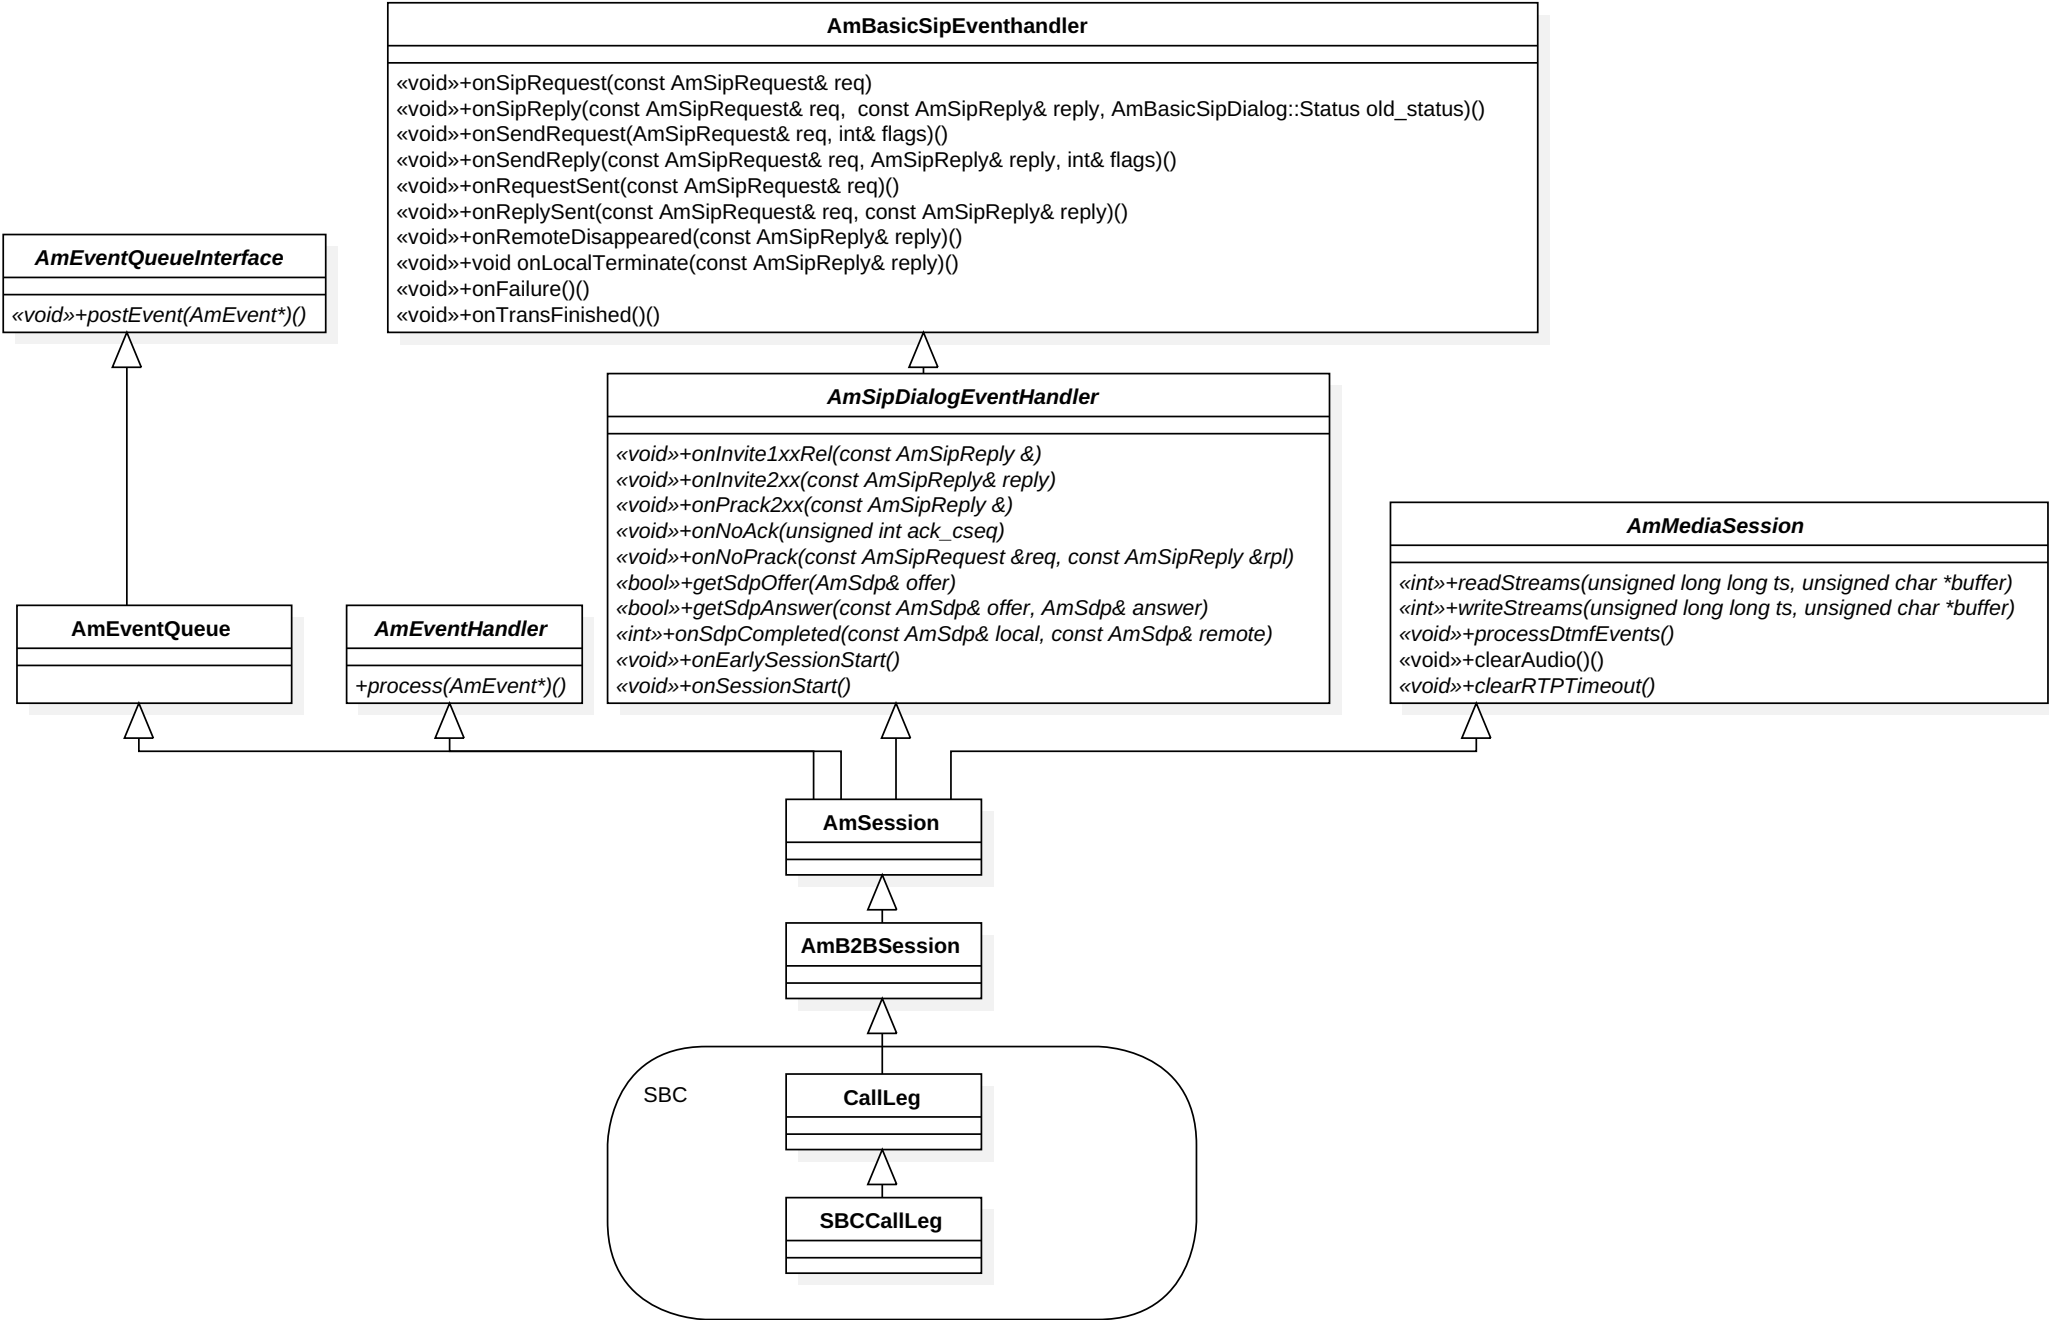 AmBasicSipEventhandler
«void»+onSipRequest(const AmSipRequest& req)
«void»+onSipReply(const AmSipRequest& req,  const AmSipReply& reply, AmBasicSipDialog::Status old_status)()
«void»+onSendRequest(AmSipRequest& req, int& flags)()
«void»+onSendReply(const AmSipRequest& req, AmSipReply& reply, int& flags)()
«void»+onRequestSent(const AmSipRequest& req)()
«void»+onReplySent(const AmSipRequest& req, const AmSipReply& reply)()
«void»+onRemoteDisappeared(const AmSipReply& reply)()
«void»+void onLocalTerminate(const AmSipReply& reply)()
«void»+onFailure()()
«void»+onTransFinished()()
AmEventQueueInterface
«void»+postEvent(AmEvent*)()
AmSipDialogEventHandler
«void»+onInvite1xxRel(const AmSipReply &)
«void»+onInvite2xx(const AmSipReply& reply)
«void»+onPrack2xx(const AmSipReply &)
«void»+onNoAck(unsigned int ack_cseq)
«void»+onNoPrack(const AmSipRequest &req, const AmSipReply &rpl)
«bool»+getSdpOffer(AmSdp& offer)
«bool»+getSdpAnswer(const AmSdp& offer, AmSdp& answer)
«int»+onSdpCompleted(const AmSdp& local, const AmSdp& remote)
«void»+onEarlySessionStart()
«void»+onSessionStart()
AmMediaSession
«int»+readStreams(unsigned long long ts, unsigned char *buffer)
«int»+writeStreams(unsigned long long ts, unsigned char *buffer)
«void»+processDtmfEvents()
«void»+clearAudio()()
«void»+clearRTPTimeout()
AmEventQueue
AmEventHandler
+process(AmEvent*)()
AmSession
AmB2BSession
SBC
CallLeg
SBCCallLeg